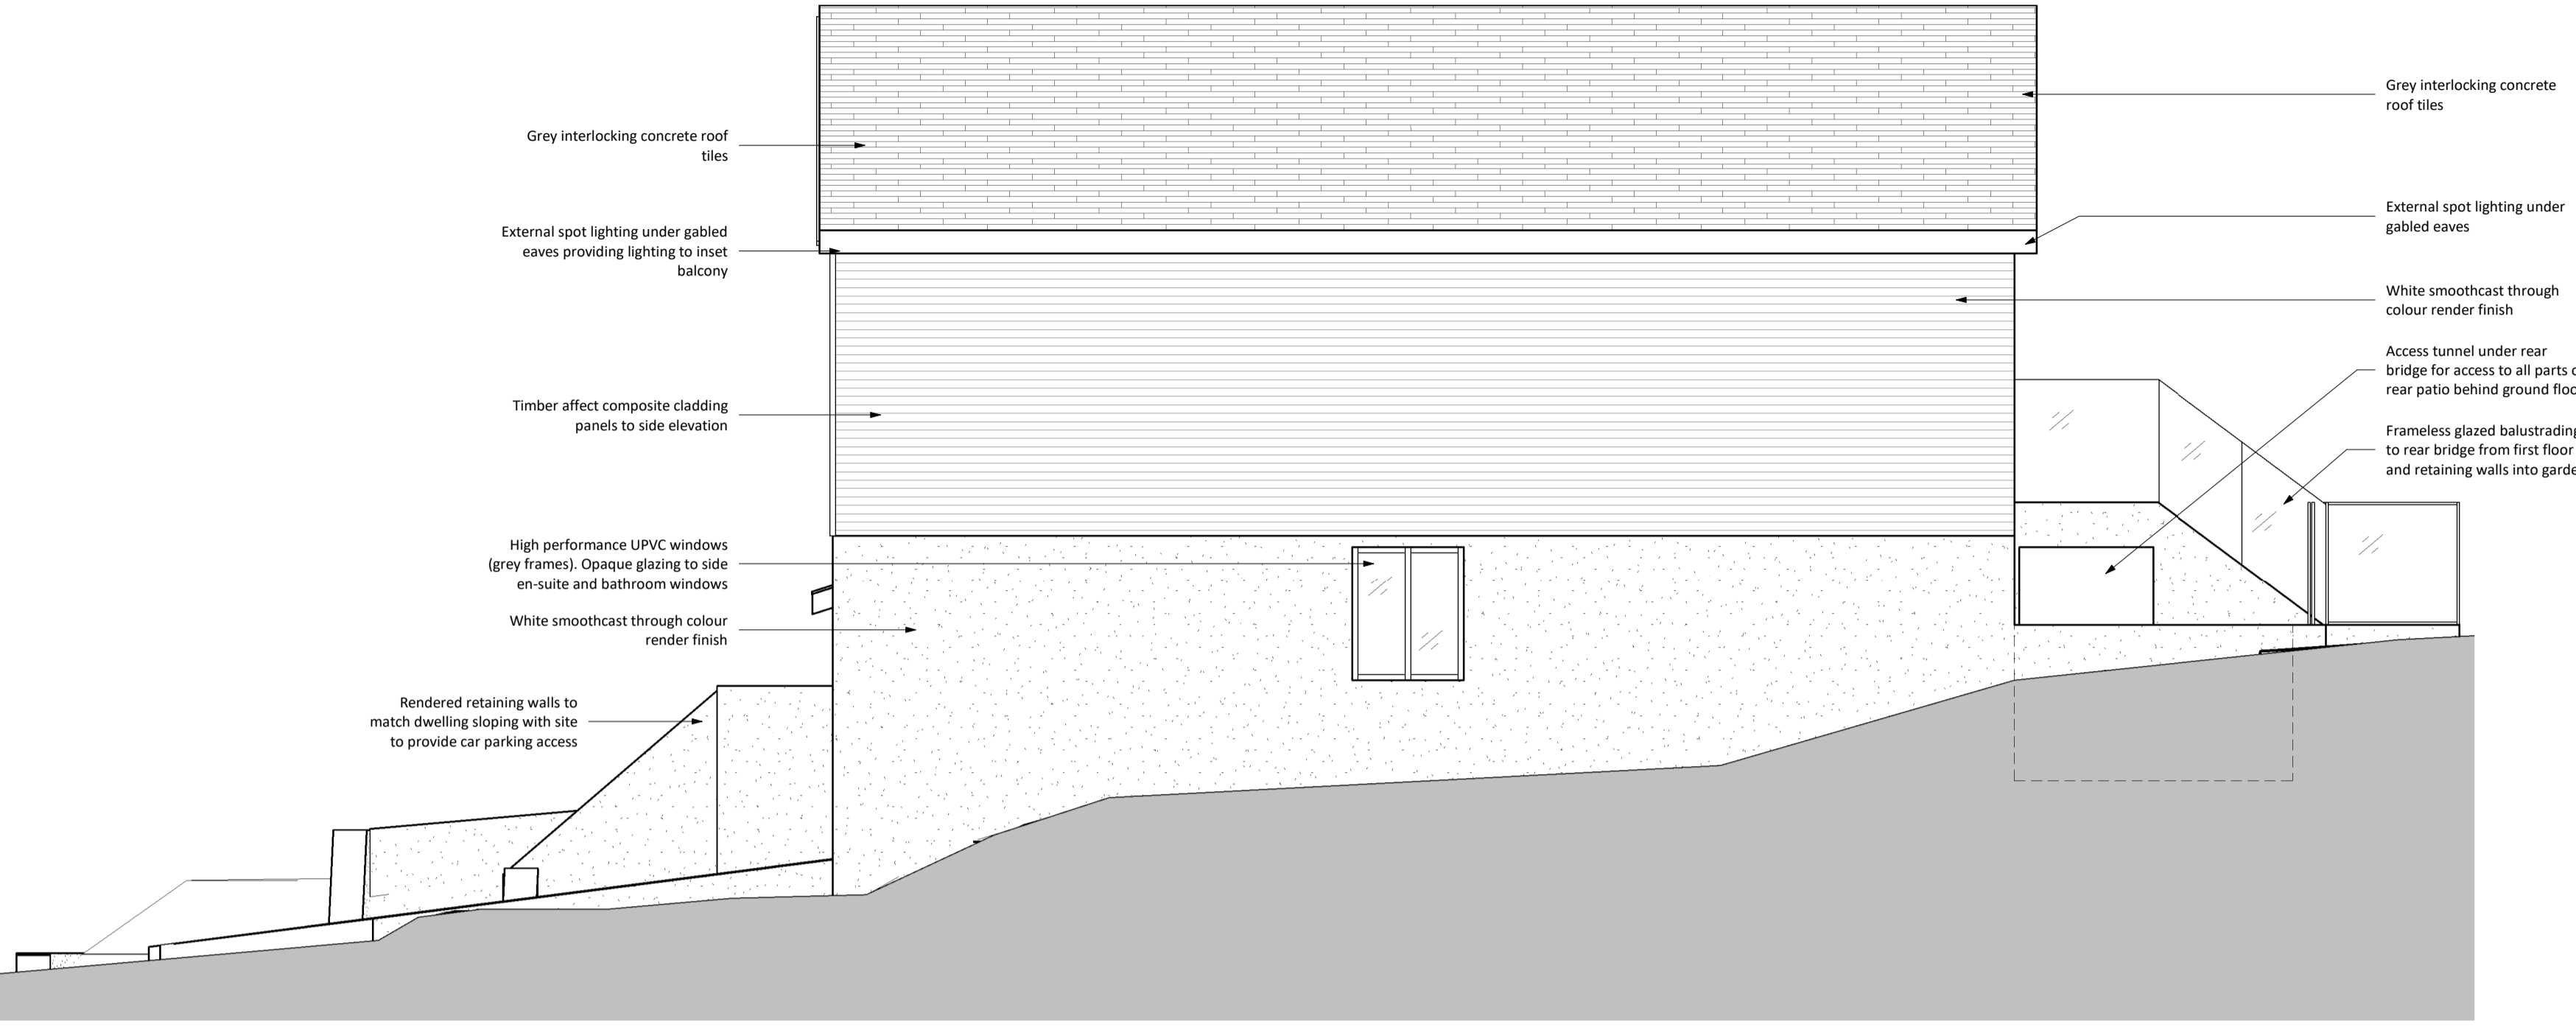 Grey interlocking concrete roof
tiles
External spot lighting under gabled
eaves providing lighting to inset
balcony
Timber affect composite cladding
panels to side elevation
High performance UPVC windows
(grey frames). Opaque glazing to side
en-suite and bathroom windows
White smoothcast through colour
render finish
Rendered retaining walls to
match dwelling sloping with site
to provide car parking access
Grey interlocking concrete
roof tiles
External spot lighting under
gabled eaves
White smoothcast through
colour render finish
Access tunnel under rear
bridge for access to all parts
rear patio behind ground
Frameless glazed balustrading
to rear bridge from first floor
and retaining walls into